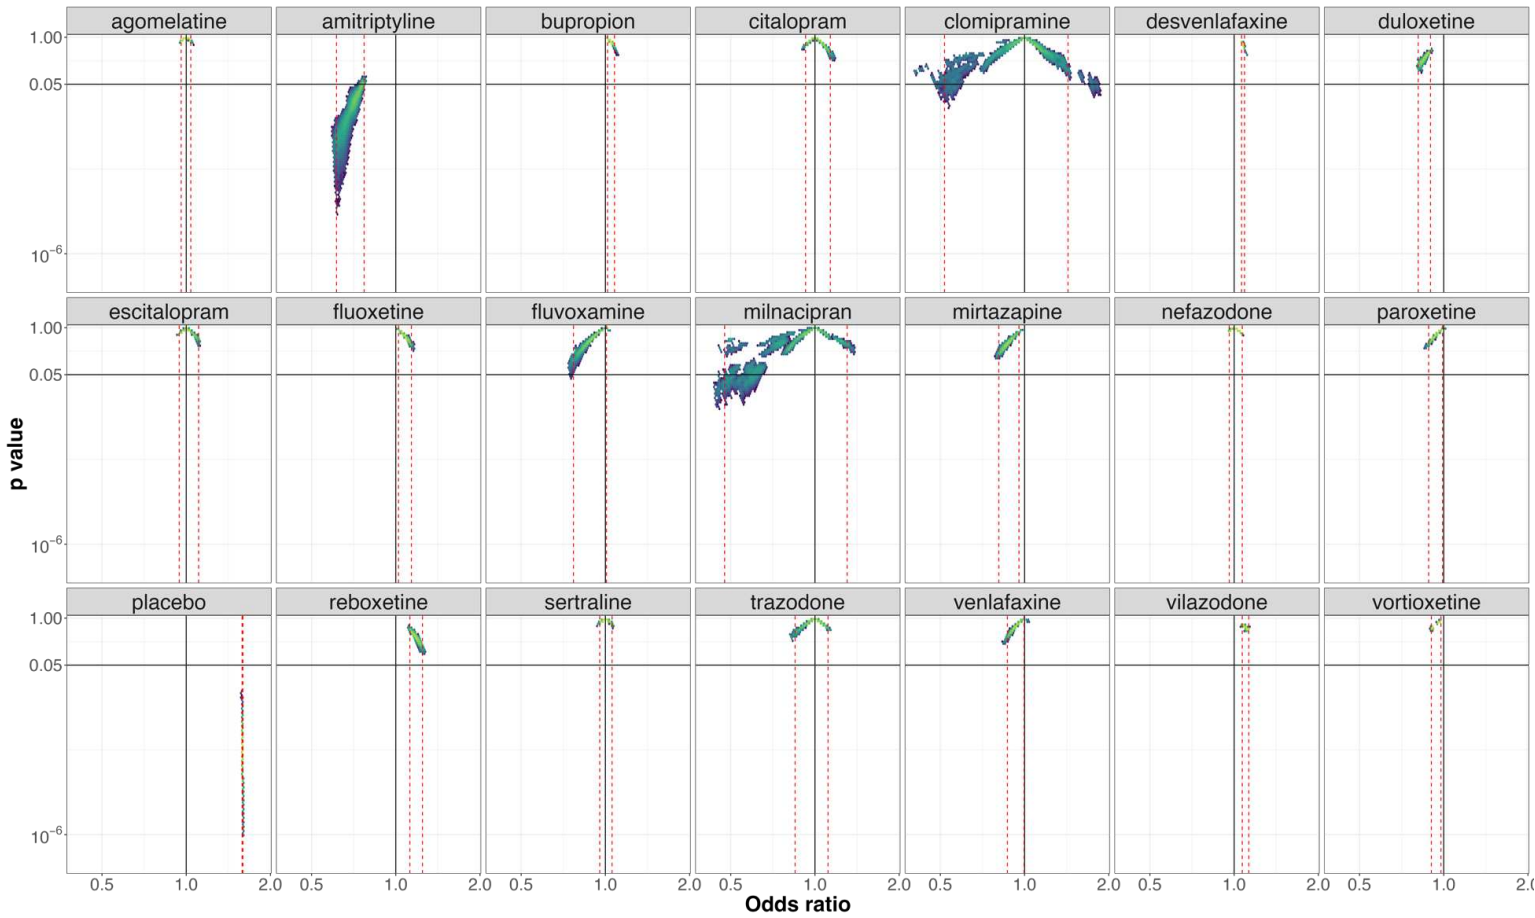 agomelatine amitriptyline bupropion citalopram clomipramine desvenlafaxine duloxetine
1.00
0.05
10⁻⁶
escitalopram fluoxetine fluvoxamine milnacipran mirtazapine nefazodone paroxetine
1.00
0.05
10⁻⁶
p value
placebo reboxetine sertraline trazodone venlafaxine vilazodone vortioxetine
1.00
0.05
10⁻⁶
0.5 1.0 2.0 0.5 1.0 2.0 0.5 1.0 2.0 0.5 1.0 2.0 0.5 1.0 2.0 0.5 1.0 2.0 0.5 1.0 2.0
Odds ratio